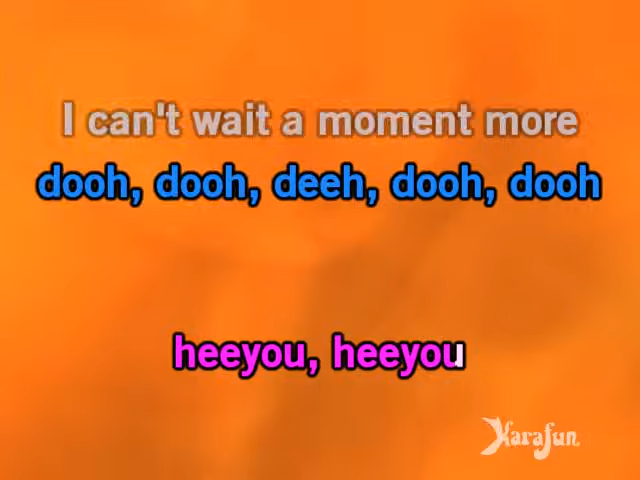 I can't wait a moment more
dooh, dooh, deeh, dooh, dooh
heeyou, heeyou
Karafun